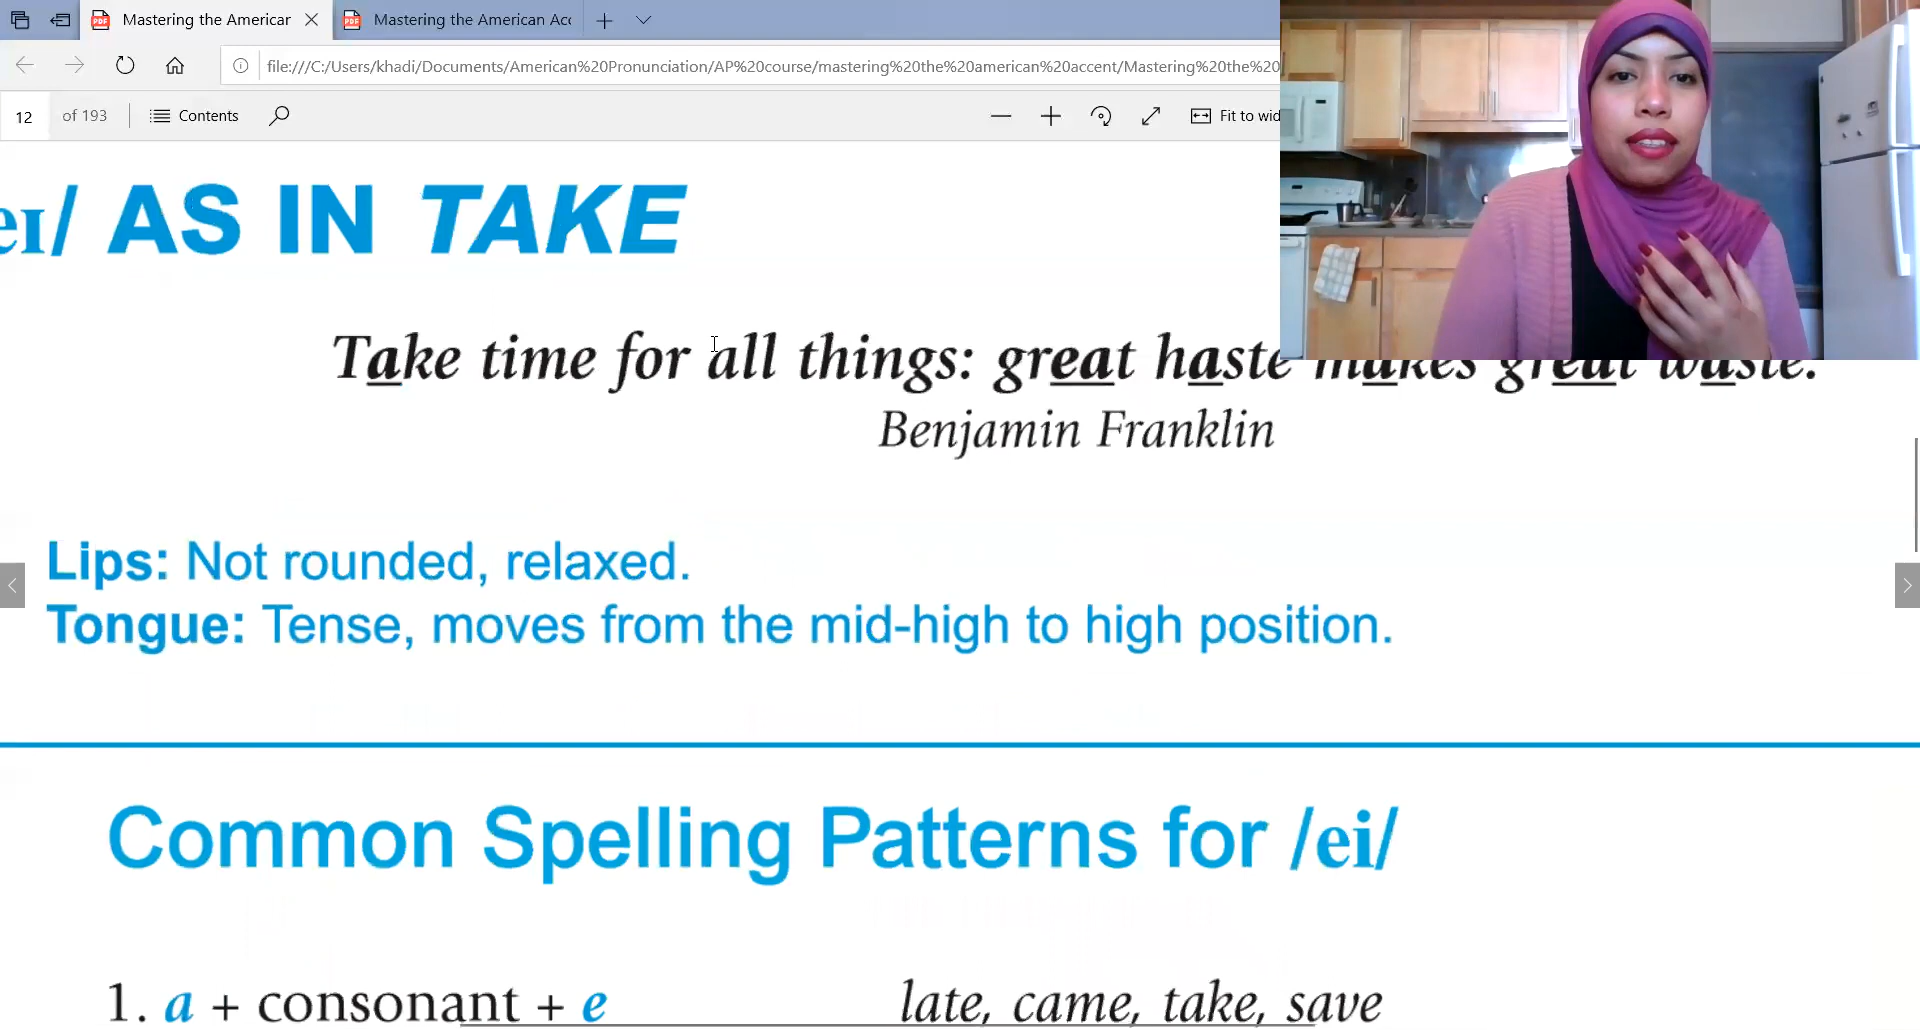 Mastering the Americar
Mastering the American Acc
file:///C:/Users/khadi/Documents/American%20Pronunciation/AP%20course/mastering%20the%20american%20accent/Mastering%20the%20
12 of 193
Contents
Fit to wid
eɪ/ AS IN TAKE
Take time for all things: great haste makes great waste.
Benjamin Franklin
Lips: Not rounded, relaxed.
Tongue: Tense, moves from the mid-high to high position.
Common Spelling Patterns for /ei/
1. a + consonant + e late, came, take, save